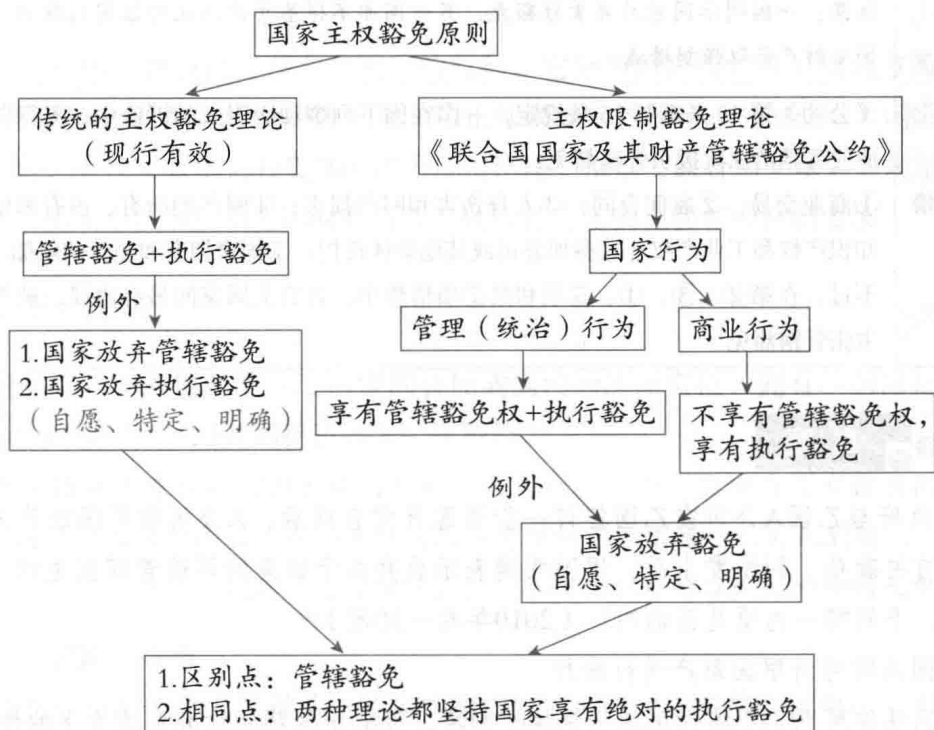 国家主权豁免原则
传统的主权豁免理论
（现行有效）
主权限制豁免理论
《联合国国家及其财产管辖豁免公约》
管辖豁免+执行豁免
国家行为
例外
管理（统治）行为
商业行为
1.国家放弃管辖豁免
2.国家放弃执行豁免
（自愿、特定、明确）
享有管辖豁免权+执行豁免
不享有管辖豁免权，
享有执行豁免
例外
国家放弃豁免
（自愿、特定、明确）
1.区别点：管辖豁免
2.相同点：两种理论都坚持国家享有绝对的执行豁免